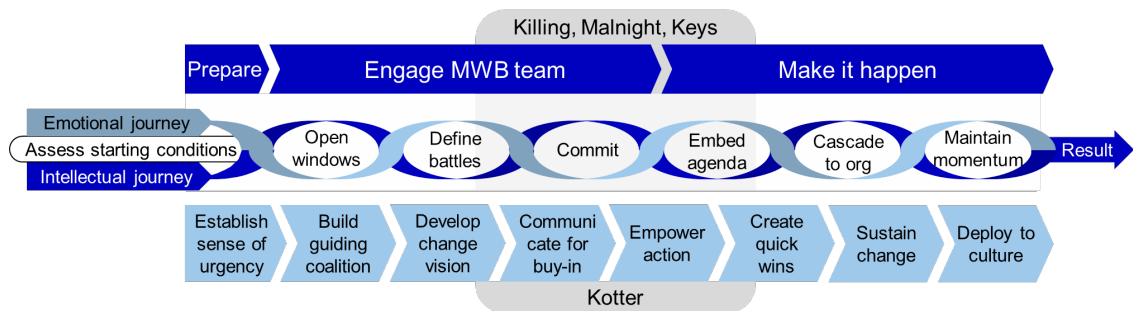 Killing, Malnight, Keys
Prepare
Engage MWB team
Make it happen
Emotional journey
Assess starting conditions
Intellectual journey
Open
windows
Define
battles
Commit
Embed
agenda
Cascade
to org
Maintain
momentum
Result
Establish
sense of
urgency
Build
guiding
coalition
Develop
change
vision
Communi
cate for
buy-in
Empower
action
Create
quick
wins
Sustain
change
Deploy to
culture
Kotter